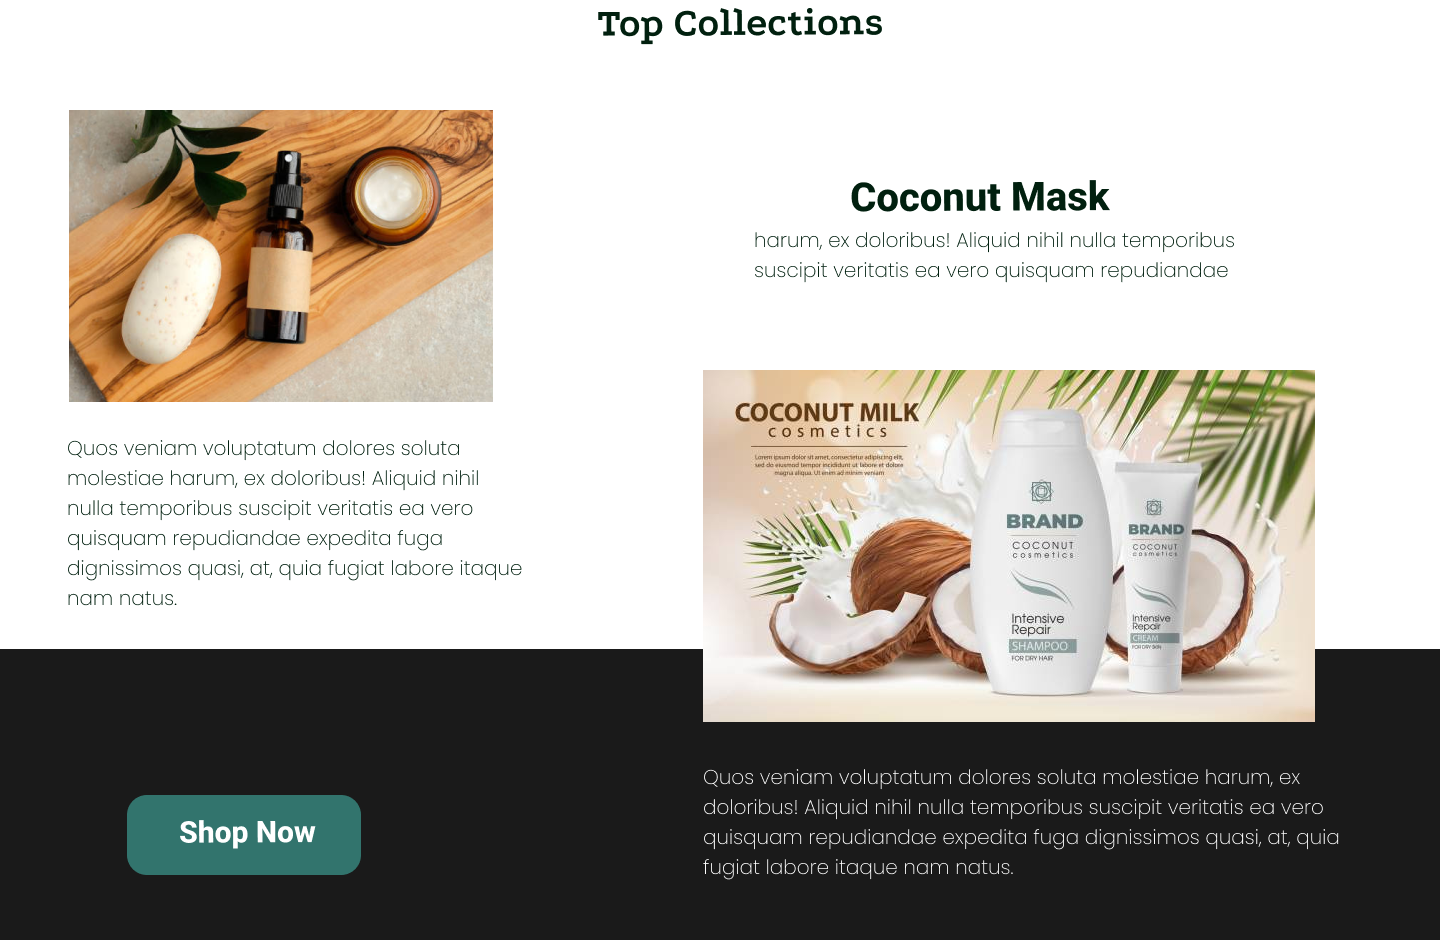 Top Collections
Coconut Mask
harum, ex doloribus! Aliquid nihil nulla temporibus
suscipit veritatis ea vero quisquam repudiandae
Quos veniam voluptatum dolores soluta
molestiae harum, ex doloribus! Aliquid nihil
nulla temporibus suscipit veritatis ea vero
quisquam repudiandae expedita fuga
dignissimos quasi, at, quia fugiat labore itaque
nam natus.
COCONUT MILK
cosmetics
Lorem ipsum dolor sit amet, consectetur adipiscing elit,
sed do eiusmod tempor incididunt ut labore et dolore
magna aliqua. Ut enim ad minim veniam
BRAND
COCONUT
cosmetics
Intensive
Repair
SHAMPOO
FOR DRY HAIR
BRAND
COCONUT
cosmetics
Intensive
Repair
CREAM
FOR DRY SKIN
Quos veniam voluptatum dolores soluta molestiae harum, ex
doloribus! Aliquid nihil nulla temporibus suscipit veritatis ea vero
quisquam repudiandae expedita fuga dignissimos quasi, at, quia
fugiat labore itaque nam natus.
Shop Now